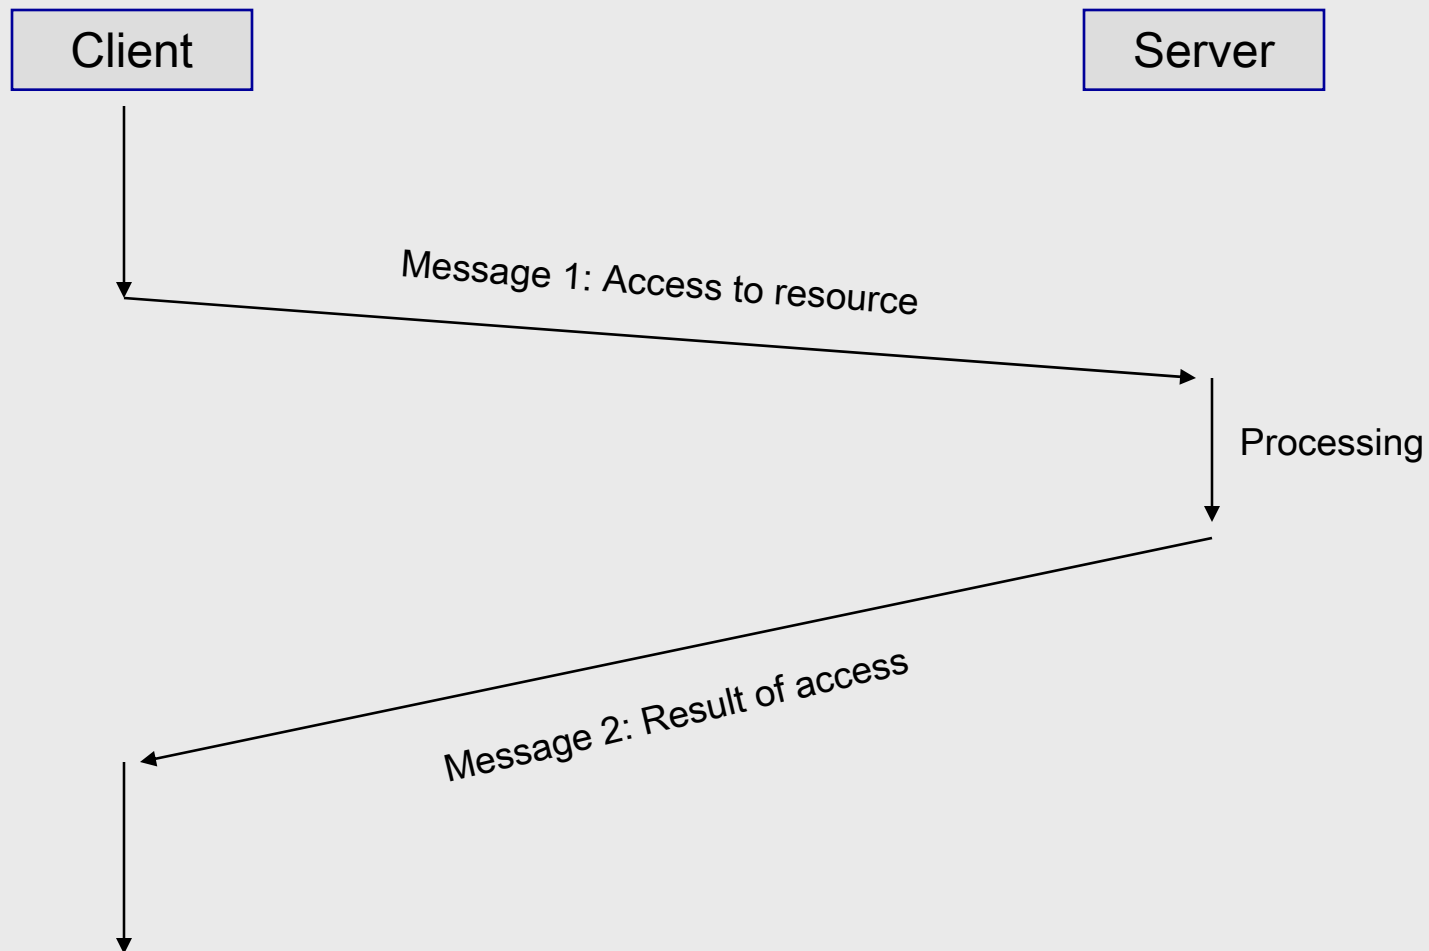 Client
Server
Message 1: Access to resource
Processing
Message 2: Result of access